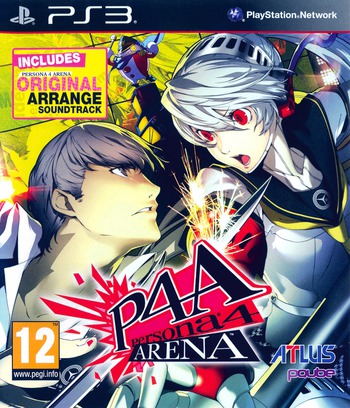 PS3
PlayStation®Network
INCLUDES
PERSONA 4 ARENA
ORIGINAL
ARRANGE
SOUNDTRACK
P4A
Persona4
ARENA
12
www.pegi.info
ATLUS